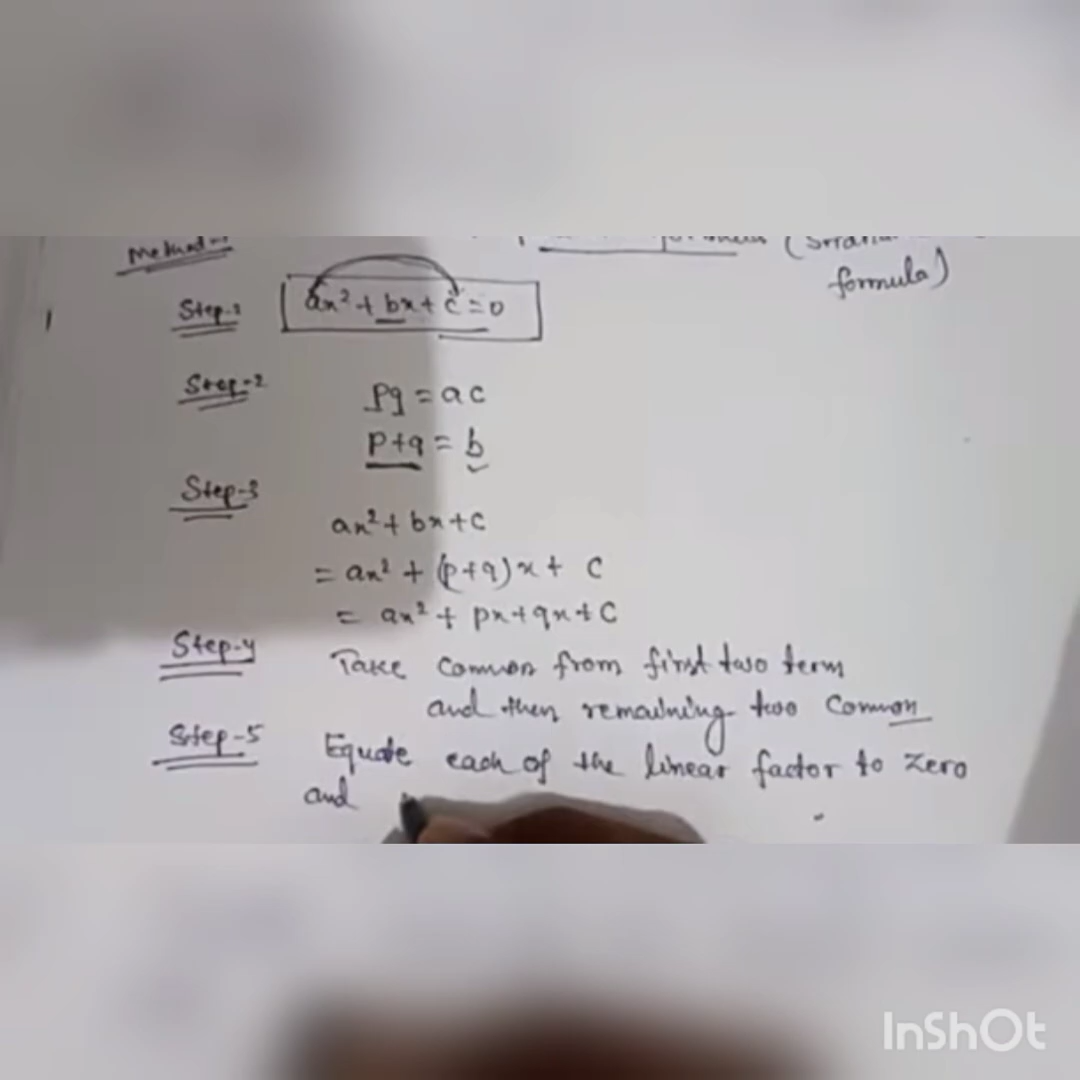 Method-1
formula)
Step-1 ax²+bx+c=0
Step-2 pq=ac
p+q=b
Step-3
ax²+bx+c
=ax²+(p+q)x+c
=ax²+px+qx+c
Step-4 Take common from first two term
and then remaining two common
Step-5 Equate each of the linear factor to zero
and
InShOt